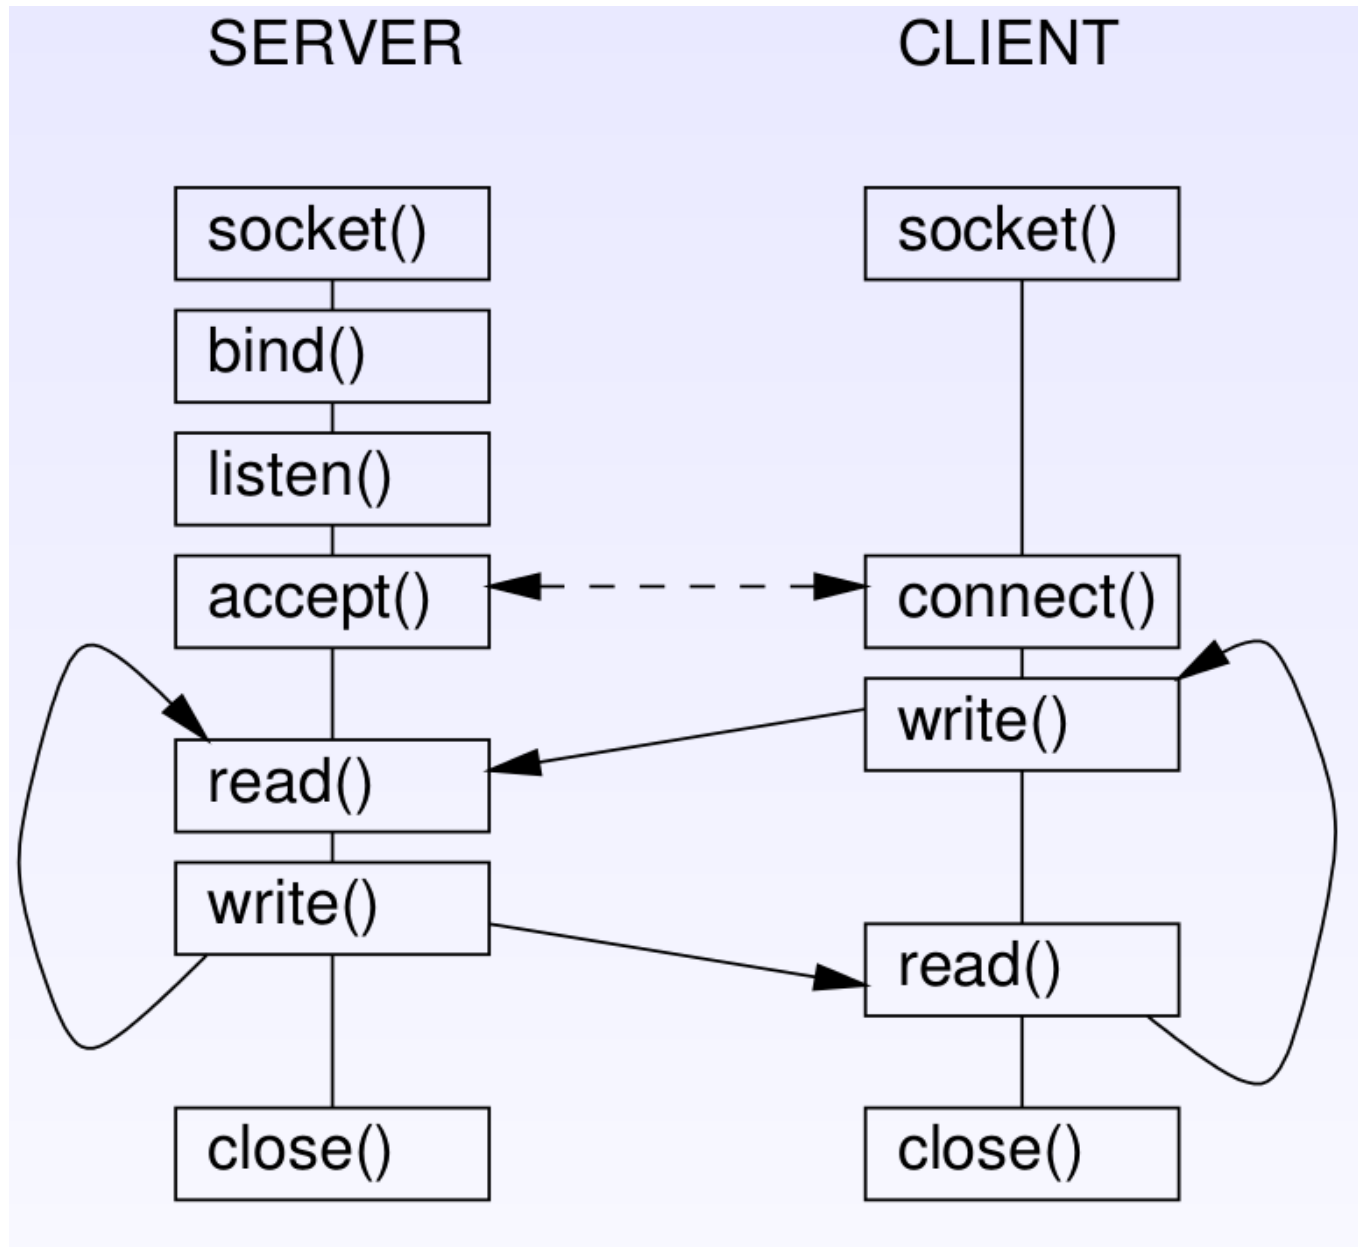 SERVER
CLIENT
socket()
bind()
listen()
accept()
read()
write()
close()
socket()
connect()
write()
read()
close()